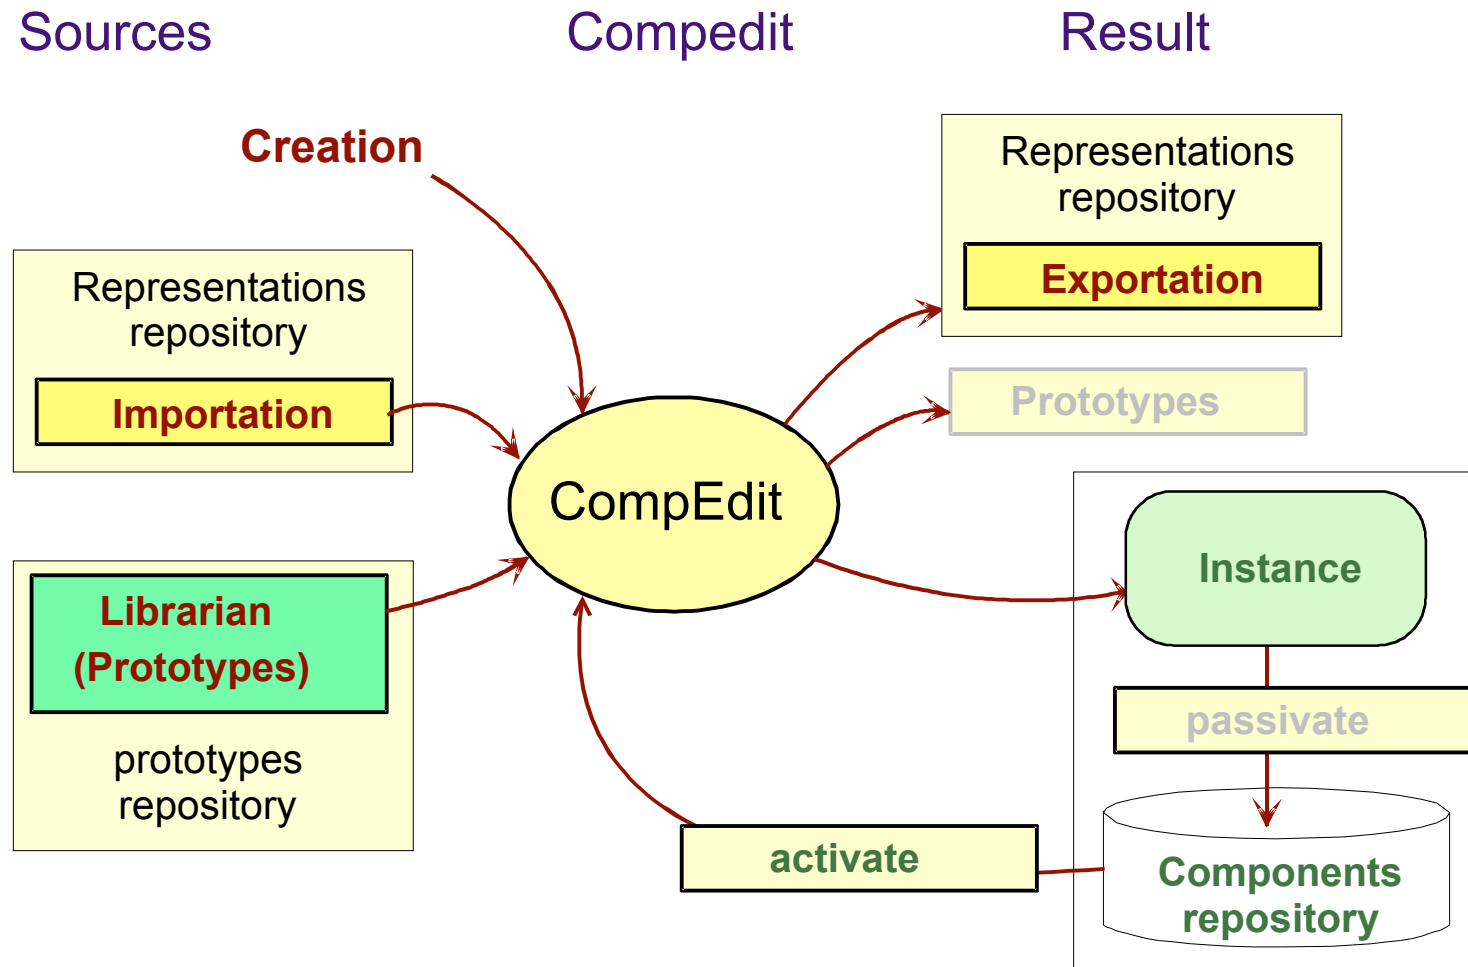 Sources
Compedit
Result
Creation
Representations
repository
Importation
Librarian
(Prototypes)
prototypes
repository
CompEdit
Representations
repository
Exportation
Prototypes
Instance
passivate
activate
Components
repository